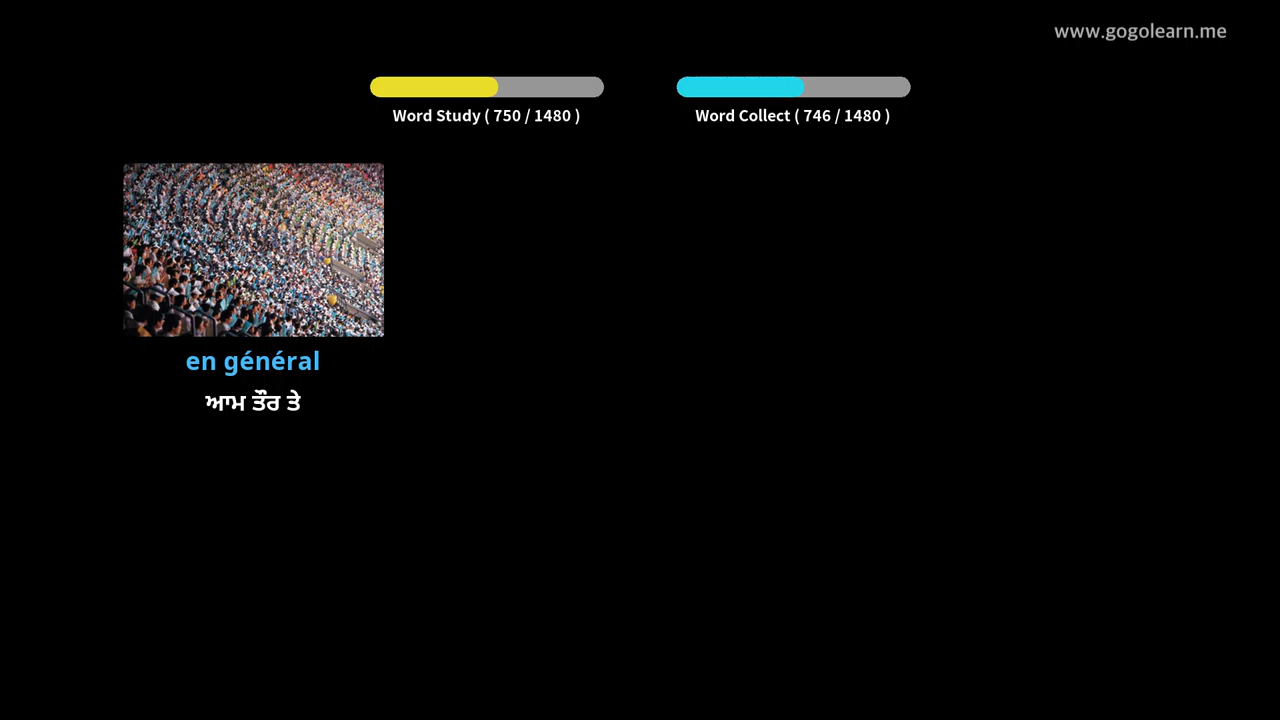 www.gogolearn.me
Word Study ( 750 / 1480 )
Word Collect ( 746 / 1480 )
en général
ਆਮ ਤੌਰ ਤੇ